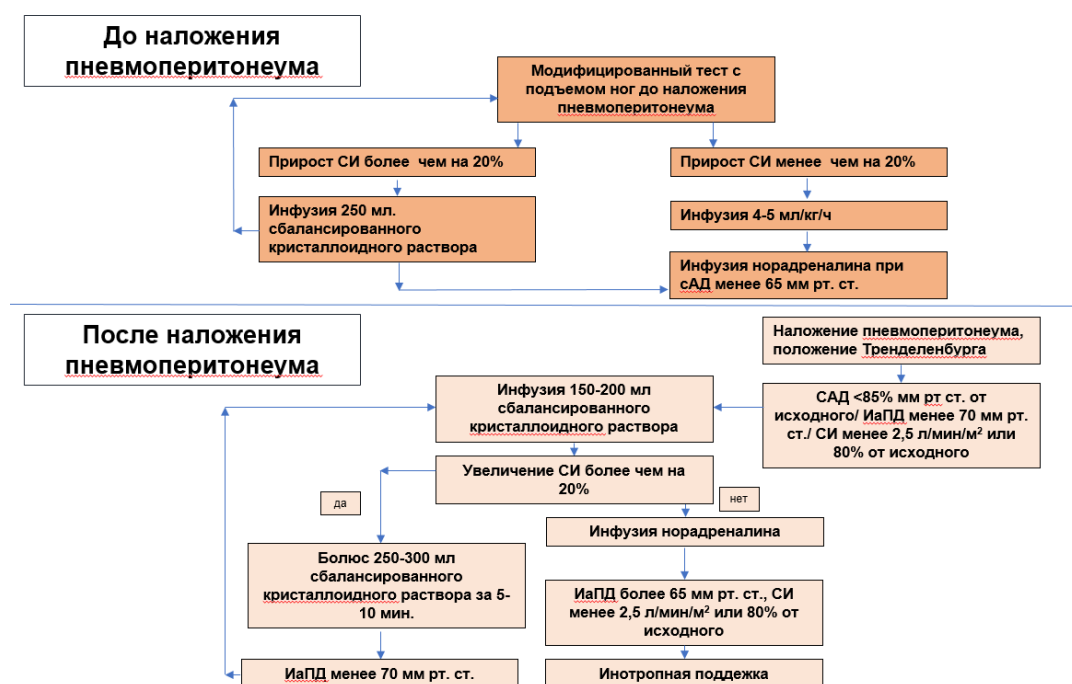 До наложения
пневмоперитонеума
Модифицированный тест с
подъемом ног до наложения
пневмоперитонеума
Прирост СИ более чем на 20%
Прирост СИ менее чем на 20%
Инфузия 250 мл.
сбалансированного
кристаллоидного раствора
Инфузия 4-5 мл/кг/ч
Инфузия норадреналина при
сАД менее 65 мм рт. ст.
После наложения
пневмоперитонеума
Наложение пневмоперитонеума,
положение Тренделенбурга
Инфузия 150-200 мл
сбалансированного
кристаллоидного раствора
САД <85% мм рт ст. от
исходного/ ИаПД менее 70 мм рт.
ст./ СИ менее 2,5 л/мин/м² или
80% от исходного
Увеличение СИ более чем на
20%
да
нет
Инфузия норадреналина
Болюс 250-300 мл
сбалансированного
кристаллоидного раствора за 5-
10 мин.
ИаПД более 65 мм рт. ст., СИ
менее 2,5 л/мин/м² или 80% от
исходного
ИаПД менее 70 мм рт. ст.
Инотропная поддежка